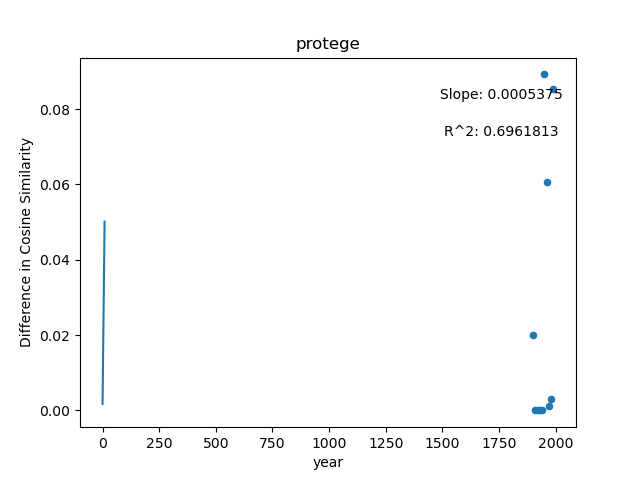 protege
Slope: 0.0005375
R^2: 0.6961813
Difference in Cosine Similarity
0.08
0.06
0.04
0.02
0.00
0 250 500 750 1000 1250 1500 1750 2000
year